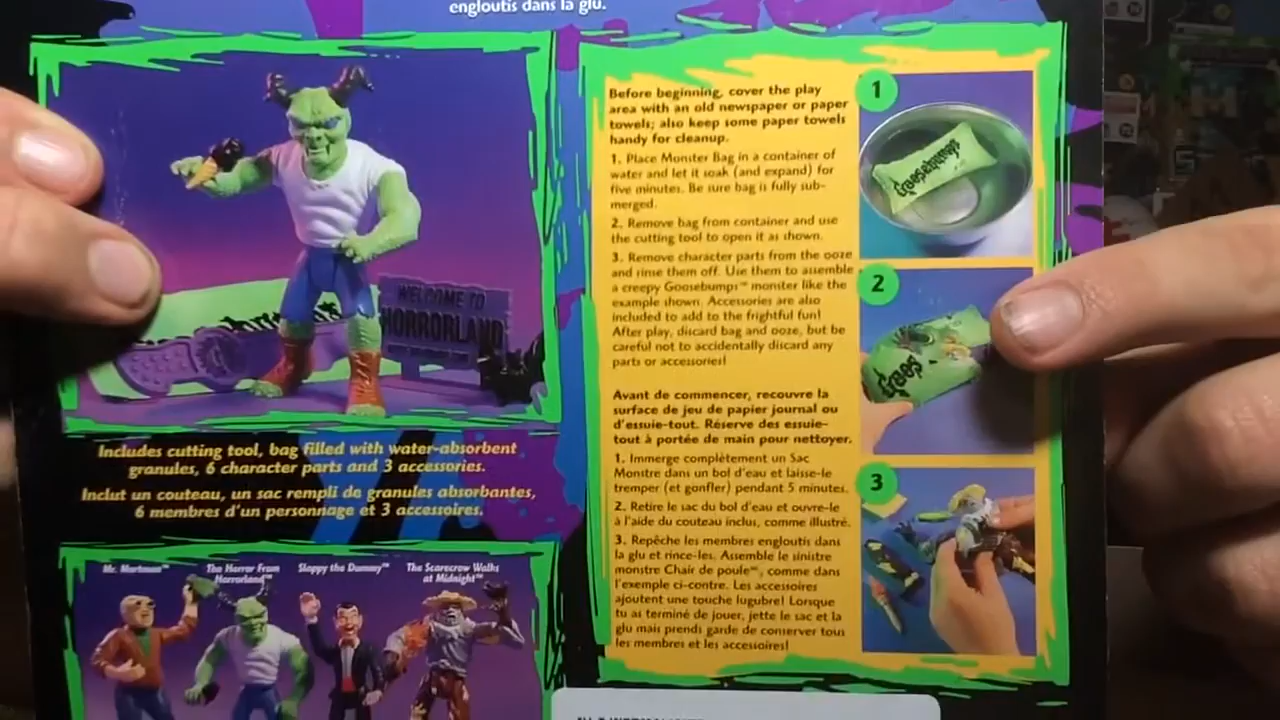 engloutis dans la glu.
WELCOME TO
HORRORLAND
Includes cutting tool, bag filled with water-absorbent
granules, 6 character parts and 3 accessories.
Inclut un couteau, un sac rempli de granules absorbantes,
6 membres d'un personnage et 3 accessoires.
Mr. Mortman™
The Horror From
Horrorland™
Slappy the Dummy™
The Scarecrow Walks
at Midnight™
Before beginning, cover the play
area with an old newspaper or paper
towels; also keep some paper towels
handy for cleanup.
1. Place Monster Bag in a container of
water and let it soak (and expand) for
five minutes. Be sure bag is fully sub-
merged.
2. Remove bag from container and use
the cutting tool to open it as shown.
3. Remove character parts from the ooze
and rinse them off. Use them to assemble
a creepy Goosebumps™ monster like the
example shown. Accessories are also
included to add to the frightful fun!
After play, discard bag and ooze, but be
careful not to accidentally discard any
parts or accessories!
Avant de commencer, recouvre la
surface de jeu de papier journal ou
d'essuie-tout. Réserve des essuie-
tout à portée de main pour nettoyer.
1. Immerge complètement un Sac
Monstre dans un bol d'eau et laisse-le
tremper (et gonfler) pendant 5 minutes.
2. Retire le sac du bol d'eau et ouvre-le
à l'aide du couteau inclus, comme illustré.
3. Repêche les membres engloutis dans
la glu et rince-les. Assemble le sinistre
monstre Chair de poule™, comme dans
l'exemple ci-contre. Les accessoires
ajoutent une touche lugubre! Lorsque
tu as terminé de jouer, jette le sac et la
glu mais prends garde de conserver tous
les membres et les accessoires!
1
Goosebumps
2
Goos
3